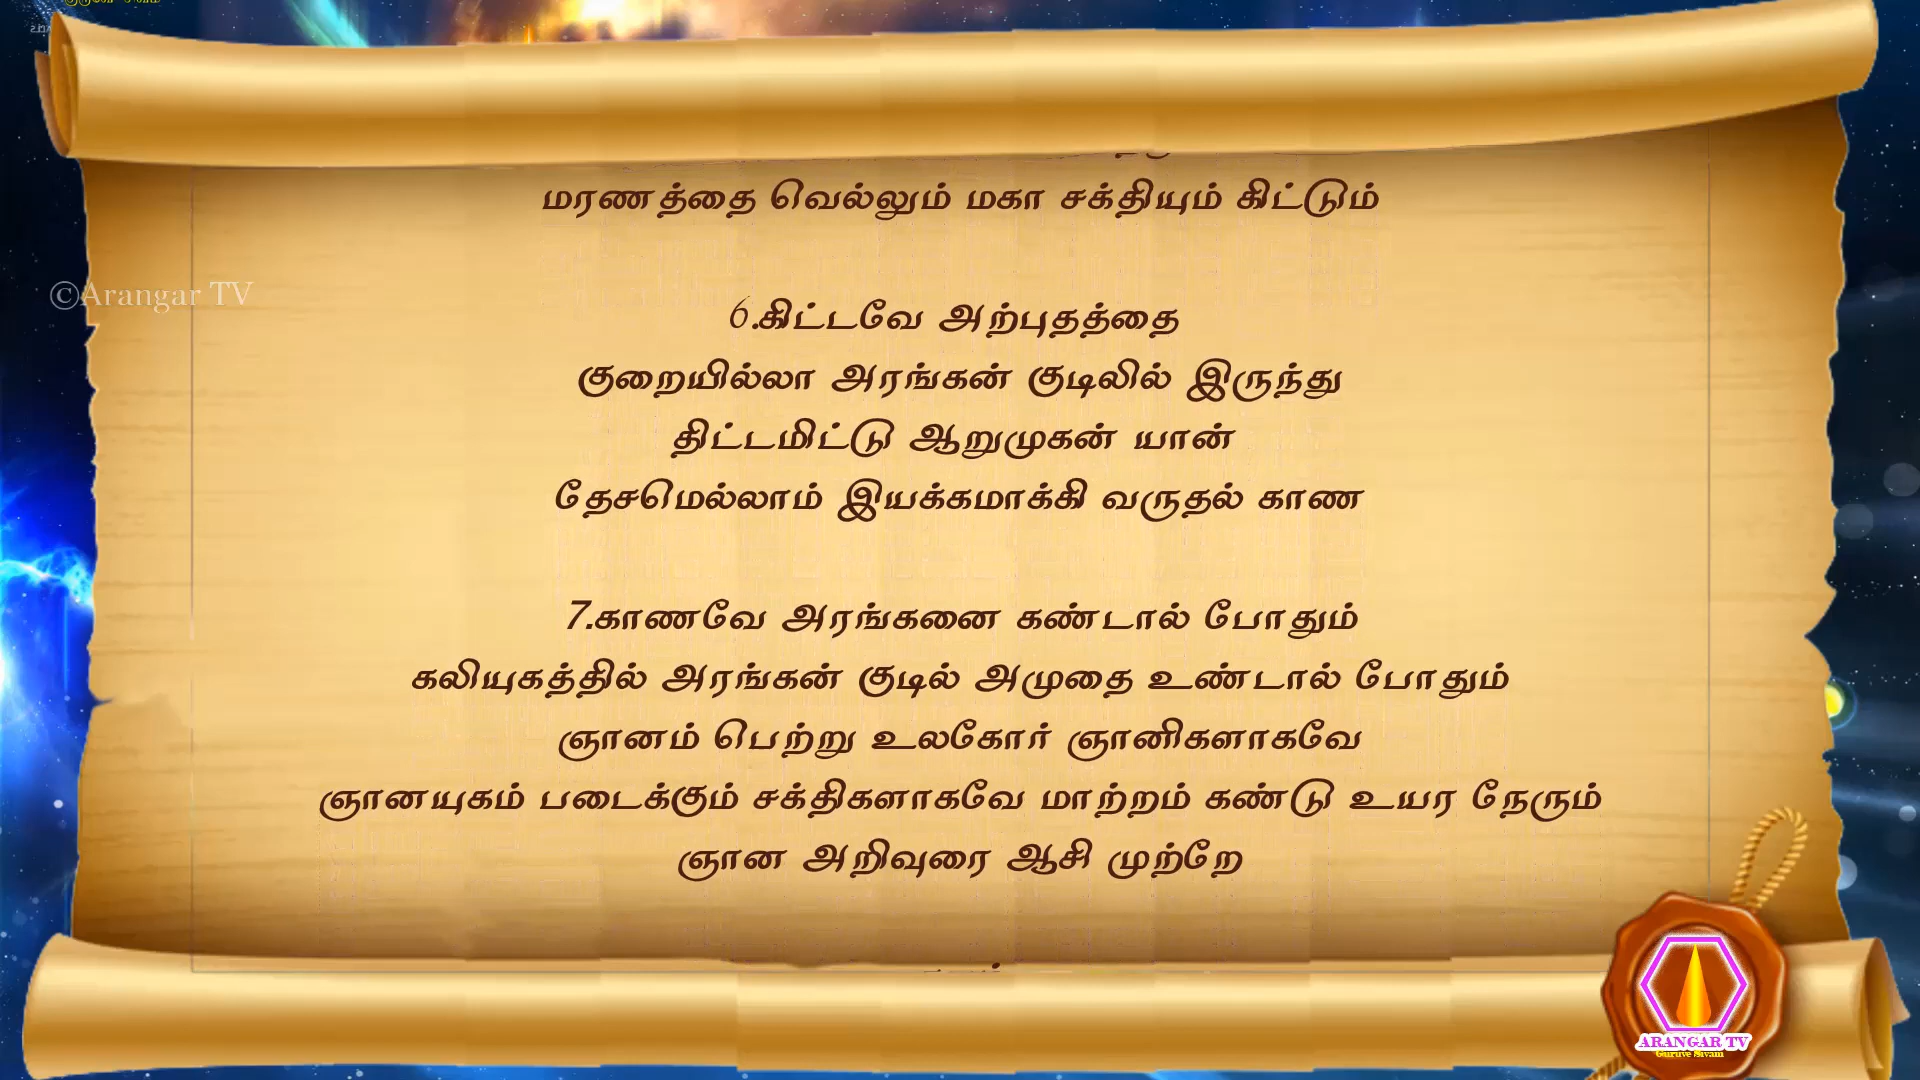 மரணத்தை வெல்லும் மகா சக்தியும் கிட்டும்
©Arangar TV
6.கிட்டவே அற்புதத்தை
குறையில்லா அரங்கன் குடிலில் இருந்து
திட்டமிட்டு ஆறுமுகன் யான்
தேசமெல்லாம் இயக்கமாக்கி வருதல் காண
7.காணவே அரங்கனை கண்டால் போதும்
கலியுகத்தில் அரங்கன் குடில் அமுதை உண்டால் போதும்
ஞானம் பெற்று உலகோர் ஞானிகளாகவே
ஞானயுகம் படைக்கும் சக்திகளாகவே மாற்றம் கண்டு உயர நேரும்
ஞான அறிவுரை ஆசி முற்றே
ARANGAR TV
Guruve Sivam